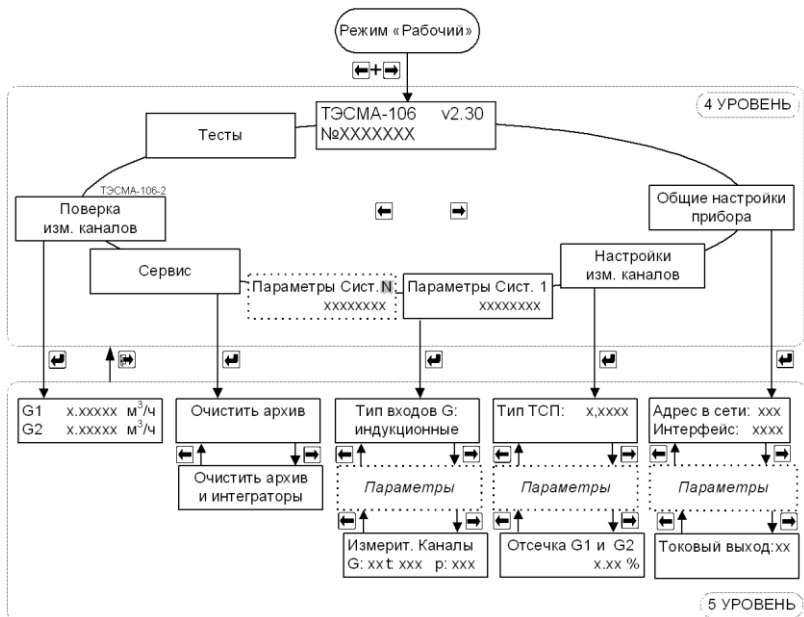 Режим «Рабочий»
+
4 УРОВЕНЬ
ТЭСМА-106 v2.30
№XXXXXXX
Тесты
ТЭСМА-106-2
Поверка
изм. каналов
Общие настройки
прибора
Сервис
Настройки
изм. каналов
Параметры Сист.N
xxxxxxxx
Параметры Сист. 1
xxxxxxxx
G1 x.xxxxx м³/ч
G2 x.xxxxx м³/ч
Очистить архив
Тип входов G:
индукционные
Тип ТСП: x,xxxx
Адрес в сети: xxx
Интерфейс: xxxx
Очистить архив
и интеграторы
Параметры
Параметры
Параметры
Измерит. Каналы
G: xxt xxx p: xxx
Отсечка G1 и G2
x.xx %
Токовый выход:xx
5 УРОВЕНЬ